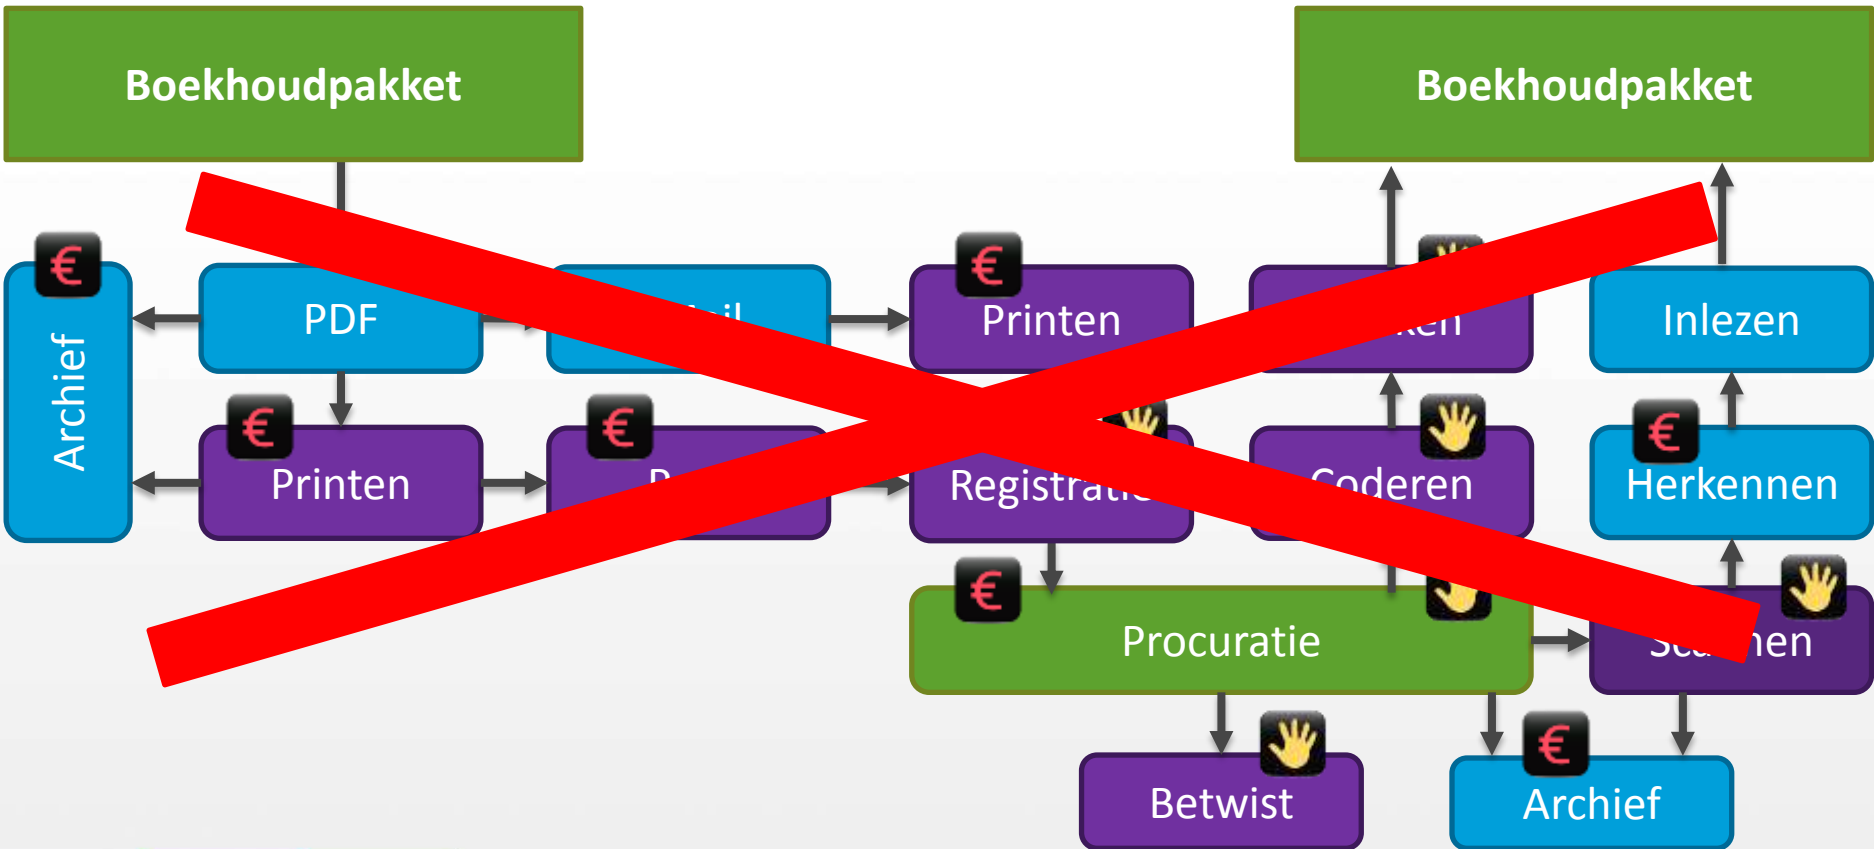 Boekhoudpakket
Boekhoudpakket
€
€
Archief
PDF
Printen
Inlezen
€
€
€
Printen
Registratie
Coderen
Herkennen
€
Procuratie
€
Betwist
Archief